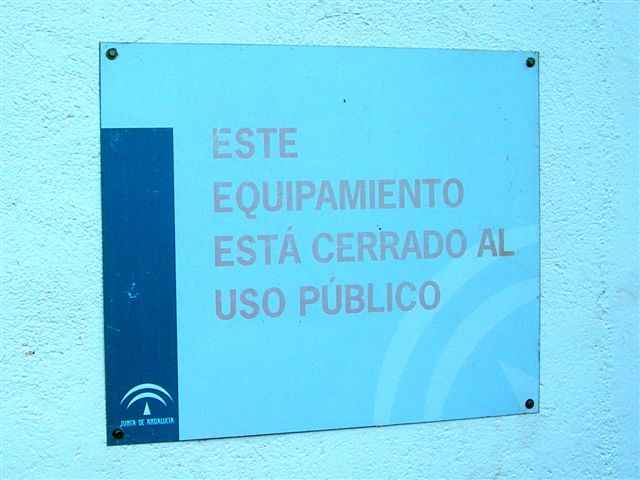 ESTE
EQUIPAMIENTO
ESTÁ CERRADO AL
USO PÚBLICO
JUNTA DE ANDALUCIA